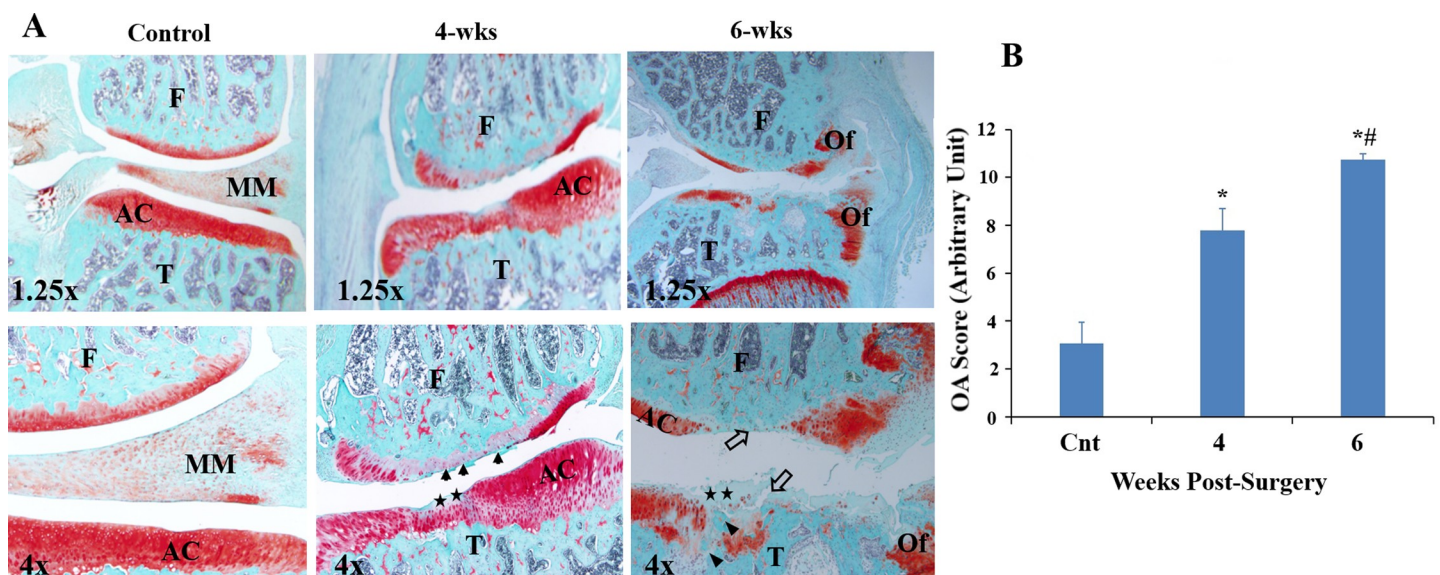 A
Control
4-wks
6-wks
F
MM
AC
T
1.25x
F
AC
T
1.25x
F
Of
Of
T
1.25x
F
MM
AC
4x
F
★★
AC
T
4x
F
AC
★★
T
Of
4x
B
OA Score (Arbitrary Unit)
12
10
8
6
4
2
0
*
*#
Cnt
4
6
Weeks Post-Surgery